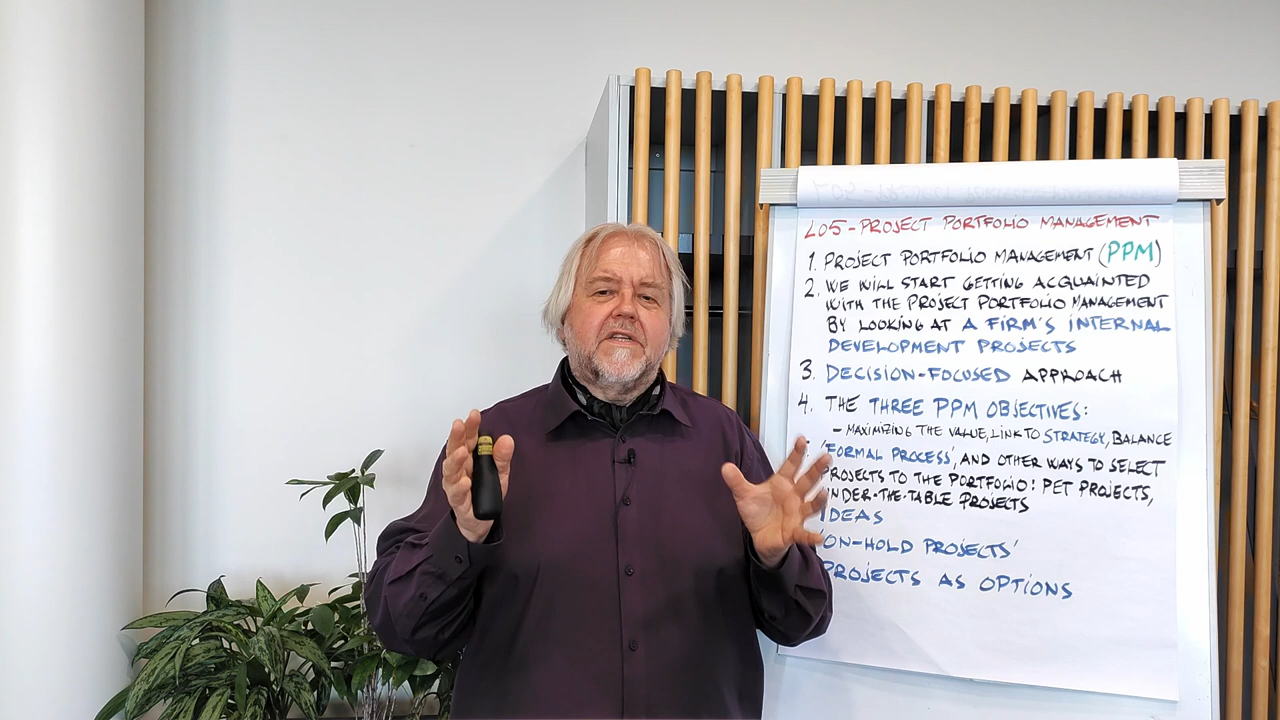 L05-PROJECT PORTFOLIO MANAGEMENT
1. PROJECT PORTFOLIO MANAGEMENT (PPM)
2. WE WILL START GETTING ACQUAINTED
WITH THE PROJECT PORTFOLIO MANAGEMENT
BY LOOKING AT A FIRM'S INTERNAL
DEVELOPMENT PROJECTS
3. DECISION-FOCUSED APPROACH
4. THE THREE PPM OBJECTIVES:
- MAXIMIZING THE VALUE, LINK TO STRATEGY, BALANCE
'FORMAL PROCESS', AND OTHER WAYS TO SELECT
PROJECTS TO THE PORTFOLIO: PET PROJECTS,
UNDER-THE-TABLE PROJECTS
IDEAS
'ON-HOLD PROJECTS'
PROJECTS AS OPTIONS